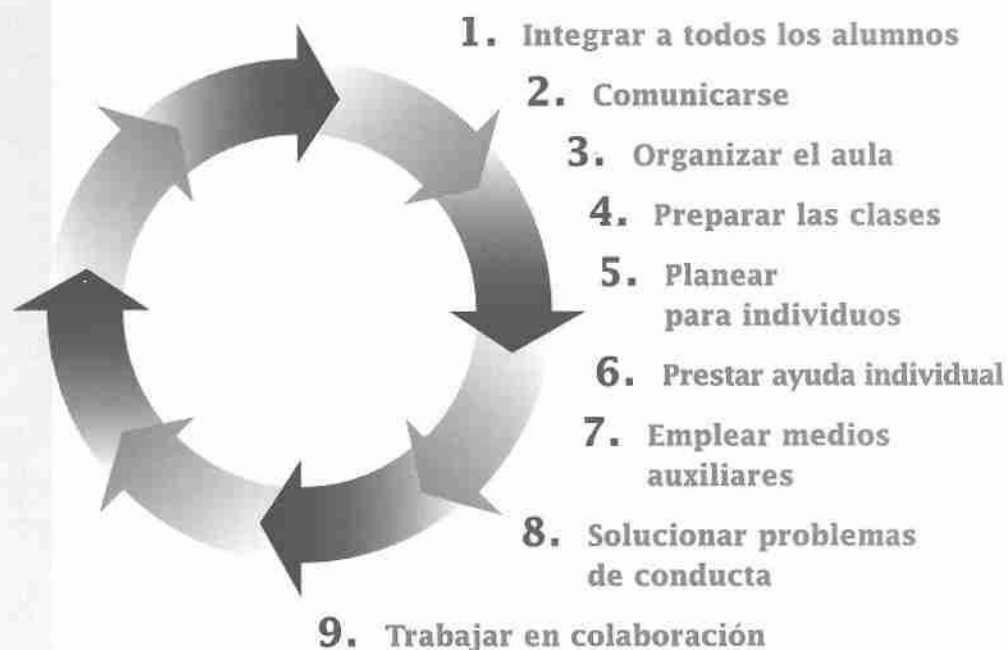 1. Integrar a todos los alumnos
2. Comunicarse
3. Organizar el aula
4. Preparar las clases
5. Planear
para individuos
6. Prestar ayuda individual
7. Emplear medios
auxiliares
8. Solucionar problemas
de conducta
9. Trabajar en colaboración